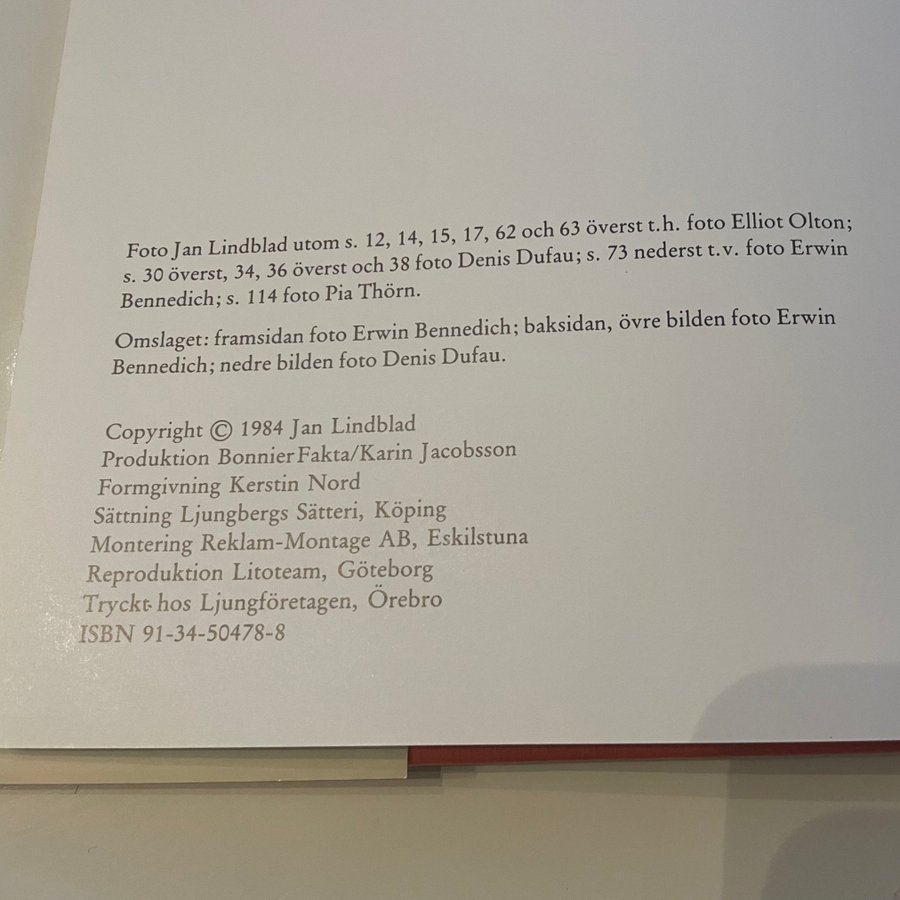 Foto Jan Lindblad utom s. 12, 14, 15, 17, 62 och 63 överst t.h. foto Elliot Olton;
s. 30 överst, 34, 36 överst och 38 foto Denis Dufau; s. 73 nederst t.v. foto Erwin
Bennedich; s. 114 foto Pia Thörn.
Omslaget: framsidan foto Erwin Bennedich; baksidan, övre bilden foto Erwin
Bennedich; nedre bilden foto Denis Dufau.
Copyright © 1984 Jan Lindblad
Produktion BonnierFakta/Karin Jacobsson
Formgivning Kerstin Nord
Sättning Ljungbergs Sätteri, Köping
Montering Reklam-Montage AB, Eskilstuna
Reproduktion Litoteam, Göteborg
Tryckt hos Ljungföretagen, Örebro
ISBN 91-34-50478-8